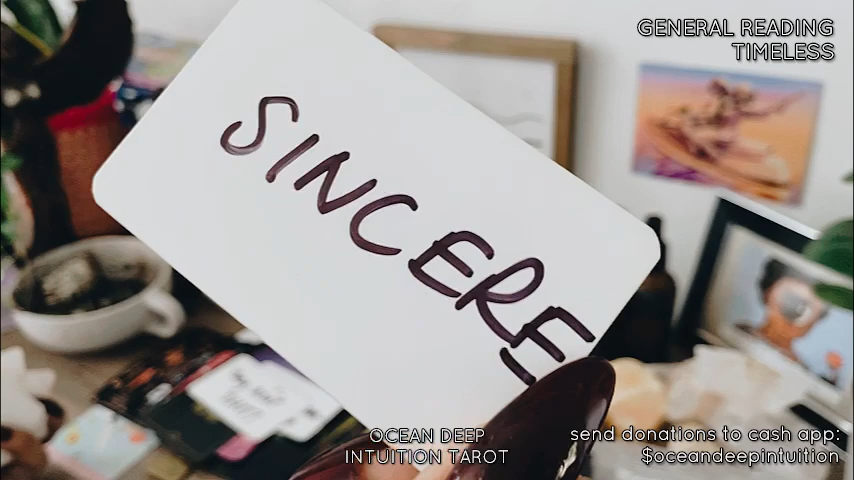 GENERAL READING
TIMELESS
SINCERE
OCEAN DEEP
INTUITION TAROT
send donations to cash app:
$oceandeepintuition